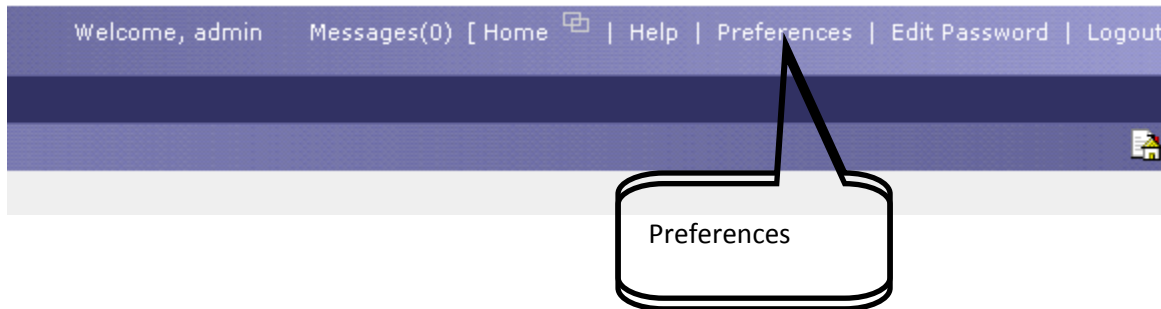 Welcome, admin Messages(0) [ Home | Help | Preferences | Edit Password | Logout
Preferences